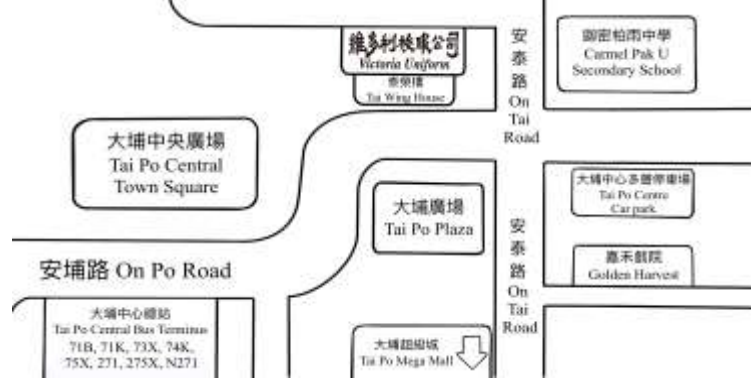 維多利校服公司
Victoria Uniform
泰榮樓
Tai Wing House
安泰路
On
Tai
Road
迦密柏雨中學
Carmel Pak U
Secondary School
大埔中央廣場
Tai Po Central
Town Square
大埔廣場
Tai Po Plaza
大埔中心多層停車場
Tai Po Centre
Car park
安泰路
On
Tai
Road
嘉禾戲院
Golden Harvest
安埔路 On Po Road
大埔中心總站
Tai Po Central Bus Terminus
71B, 71K, 73X, 74K,
75X, 271, 275X, N271
大埔超級城
Tai Po Mega Mall